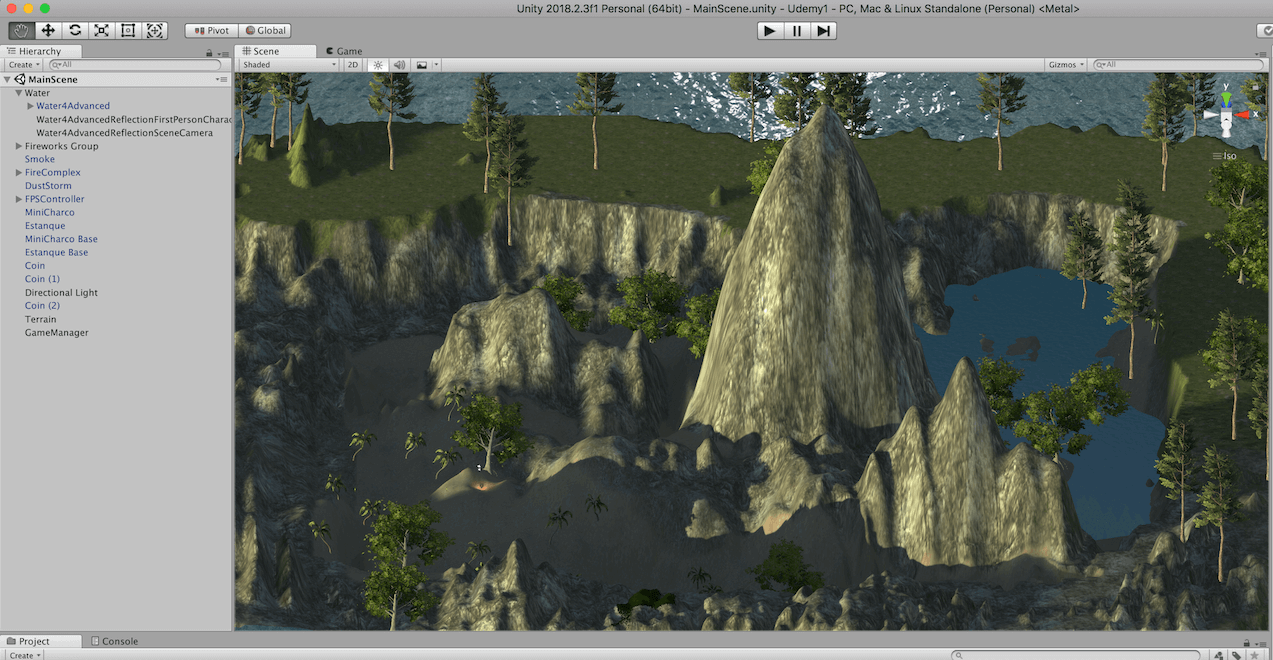 Unity 2018.2.3f1 Personal (64bit) - MainScene.unity - Udemy1 - PC, Mac & Linux Standalone (Personal) <Metal>
Pivot Global
Hierarchy
Create All
Scene Game
Shaded 2D Gizmos All
MainScene
Water
Water4Advanced
Water4AdvancedReflectionFirstPersonCharac
Water4AdvancedReflectionSceneCamera
Fireworks Group
Smoke
FireComplex
DustStorm
FPSController
MiniCharco
Estanque
MiniCharco Base
Estanque Base
Coin
Coin (1)
Directional Light
Coin (2)
Terrain
GameManager
y
x
Iso
Project Console
Create